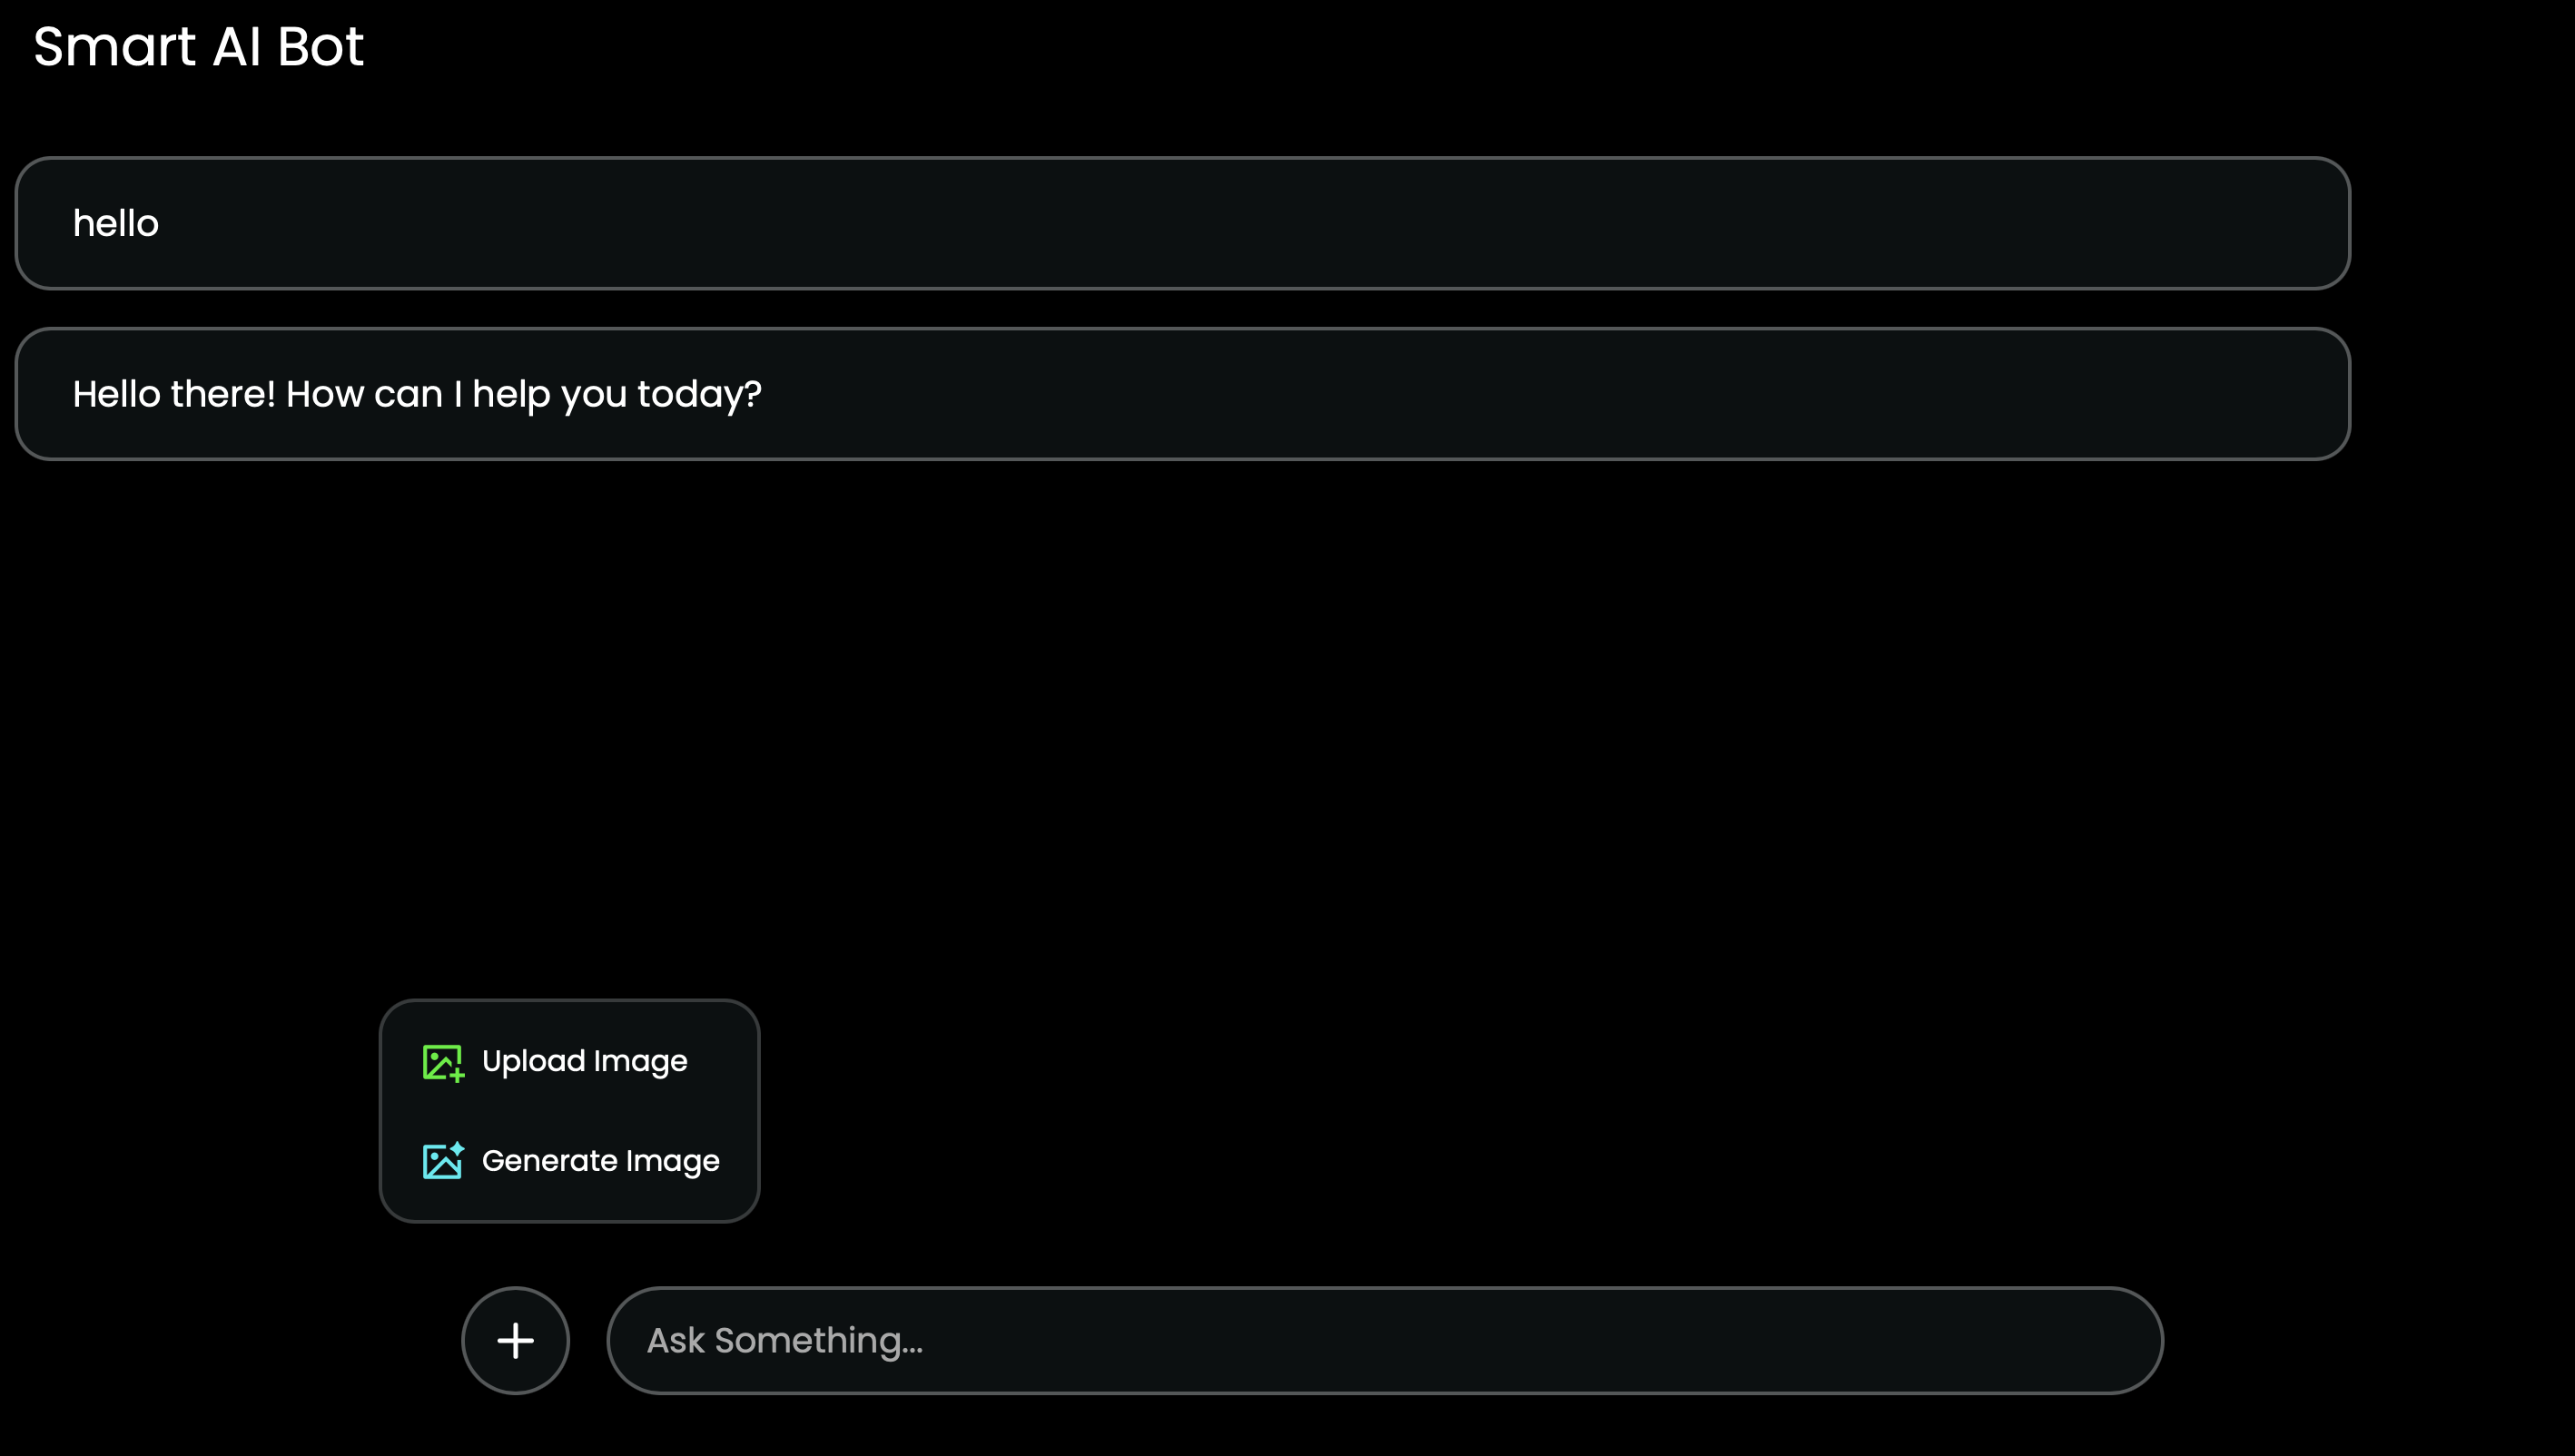 Smart AI Bot
hello
Hello there! How can I help you today?
Upload Image
Generate Image
Ask Something...